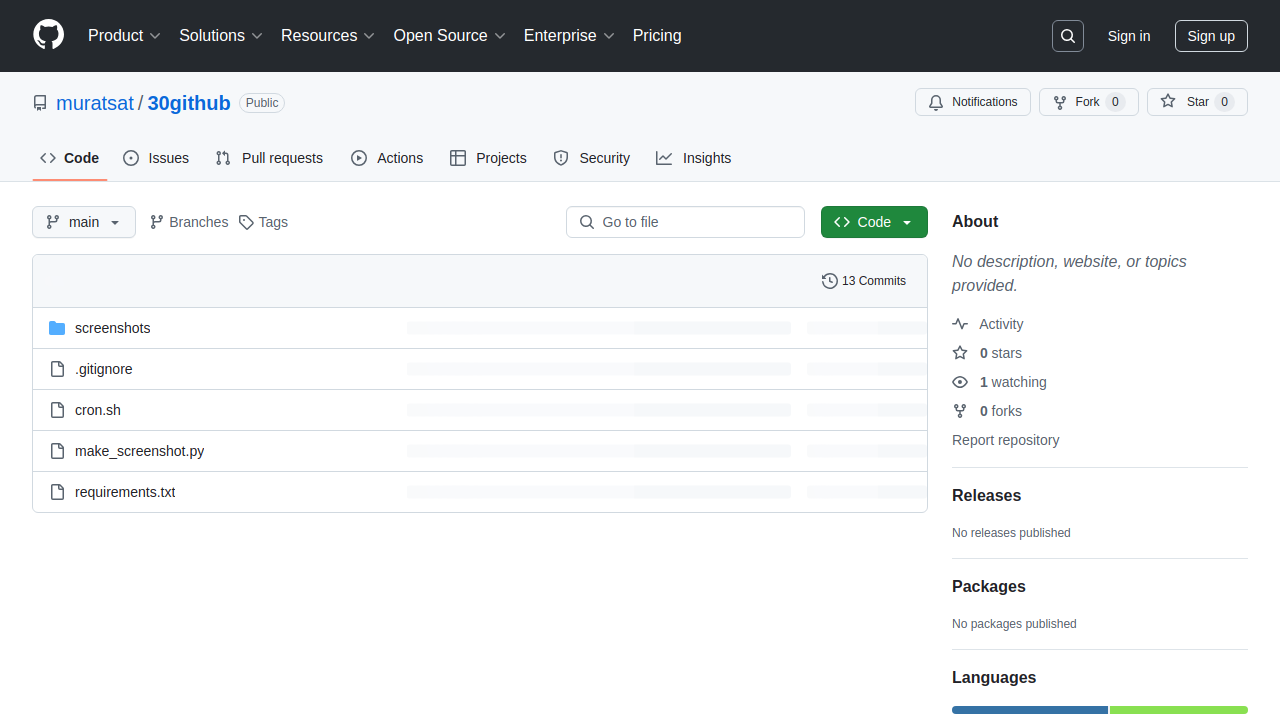 Product Solutions Resources Open Source Enterprise Pricing Sign in Sign up
muratsat / 30github Public Notifications Fork 0 Star 0
Code Issues Pull requests Actions Projects Security Insights
main Branches Tags Go to file Code
13 Commits
screenshots
.gitignore
cron.sh
make_screenshot.py
requirements.txt
About
No description, website, or topics
provided.
Activity
0 stars
1 watching
0 forks
Report repository
Releases
No releases published
Packages
No packages published
Languages